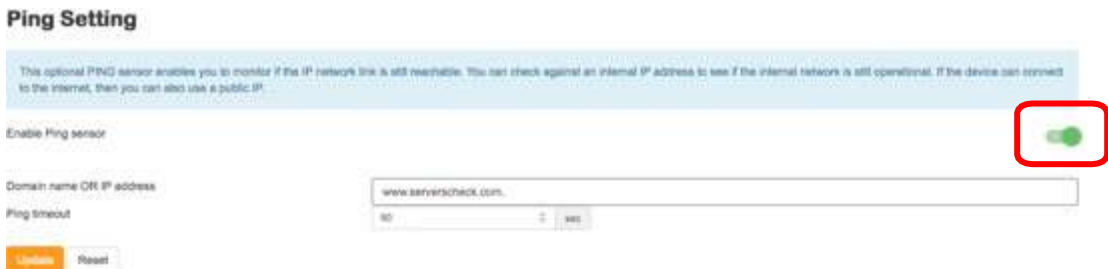 Ping Setting
This optional PING sensor enables you to monitor if the IP network link is still reachable. You can check against an internal IP address to see if the internal network is still operational. If the device can connect
to the internet, then you can also use a public IP.
Enable Ping sensor
Domain name OR IP address
www.serverscheck.com.
Ping timeout
60 sec
Update Reset